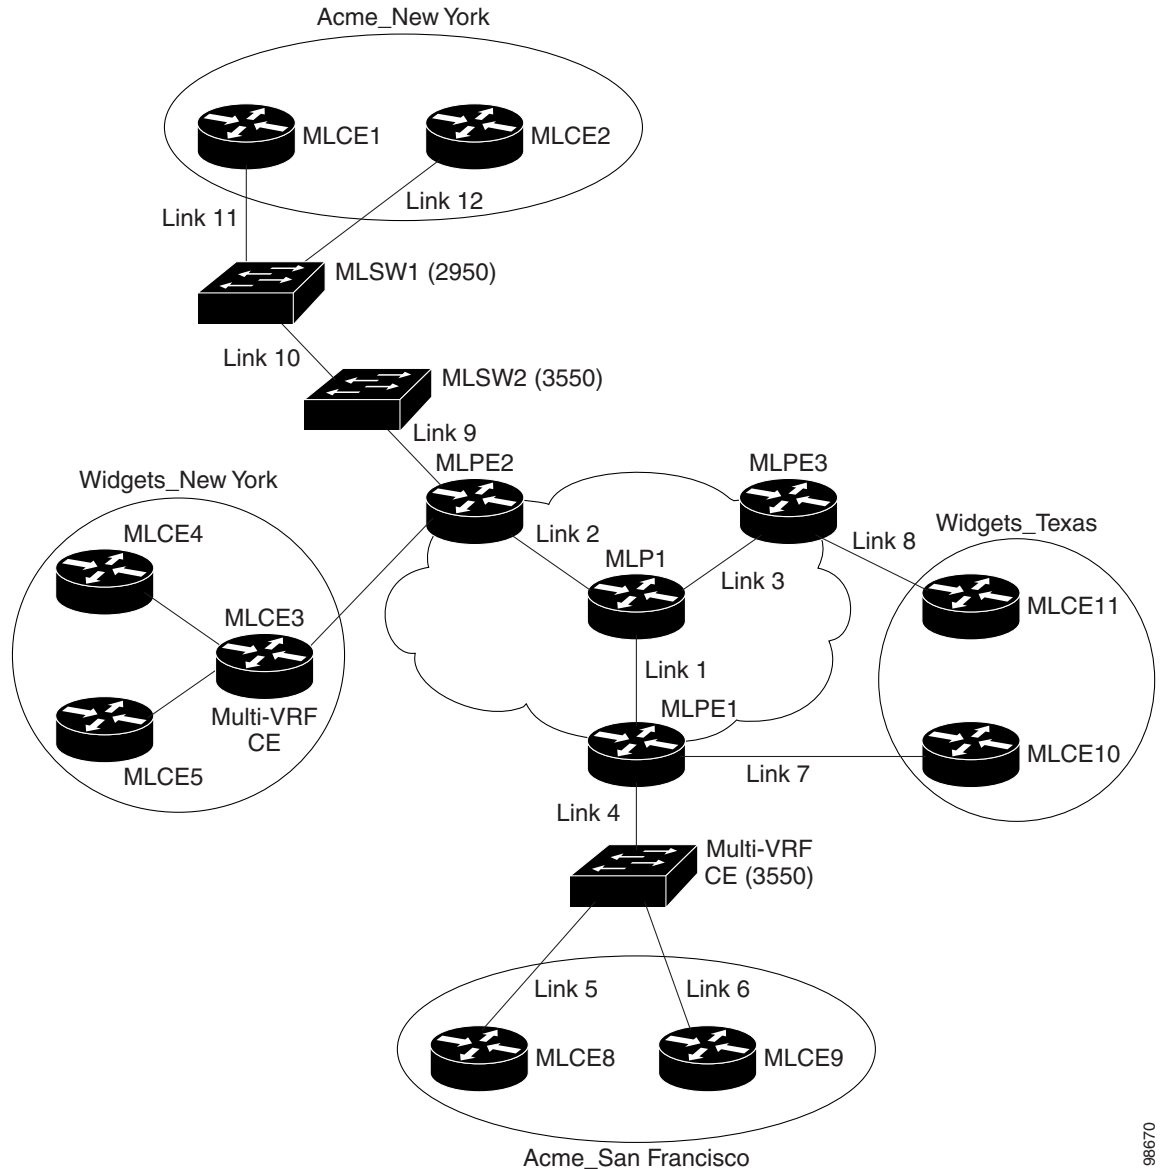 Acme_New York
MLCE1
MLCE2
Link 12
Link 11
MLSW1 (2950)
Link 10
MLSW2 (3550)
Link 9
MLPE2
MLPE3
Widgets_New York
Widgets_Texas
MLCE4
Link 2
Link 8
MLP1
Link 3
MLCE11
MLCE3
Link 1
Multi-VRF
CE
MLPE1
MLCE5
MLCE10
Link 7
Link 4
Multi-VRF
CE (3550)
Link 5
Link 6
MLCE8
MLCE9
Acme_San Francisco
98670